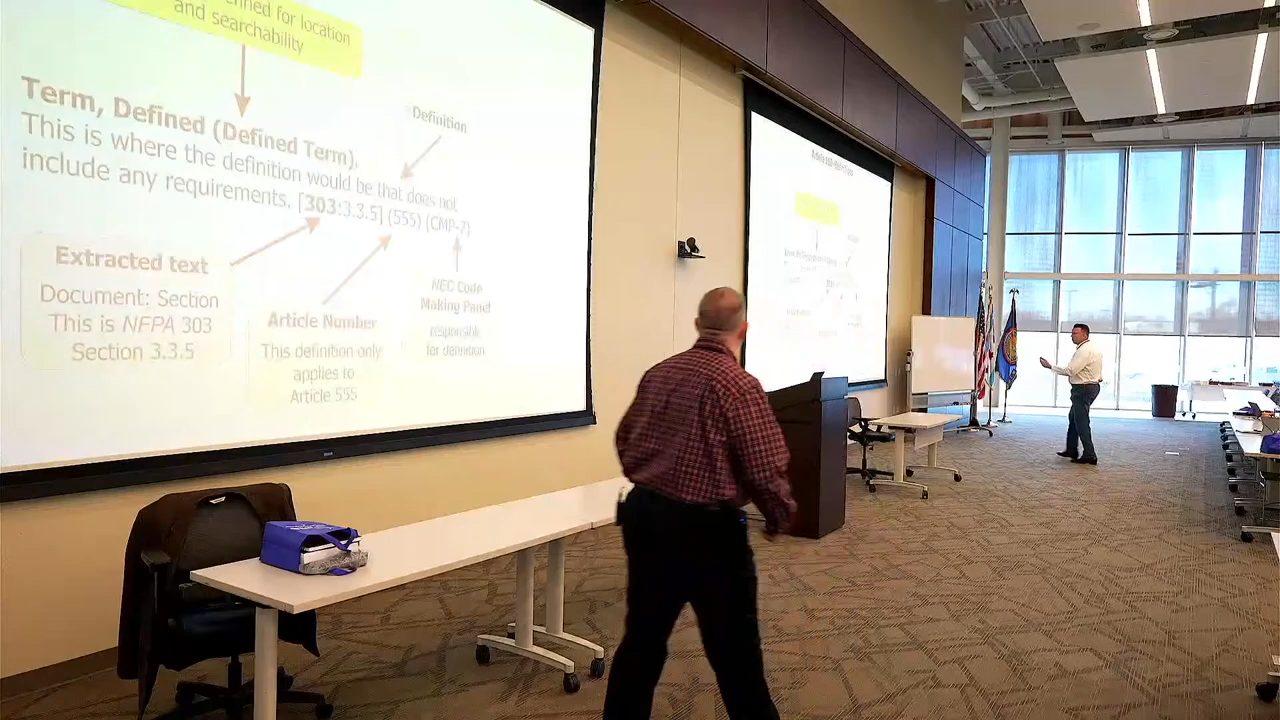 for location
and searchability
Term, Defined (Defined Term).
This is where the definition would be that does not
include any requirements. [303:3.3.5] (555) (CMP-7)
Definition
Extracted text
Document: Section
This is NFPA 303
Section 3.3.5
Article Number
This definition only
applies to
Article 555
NEC Code
Making Panel
responsible
for definition